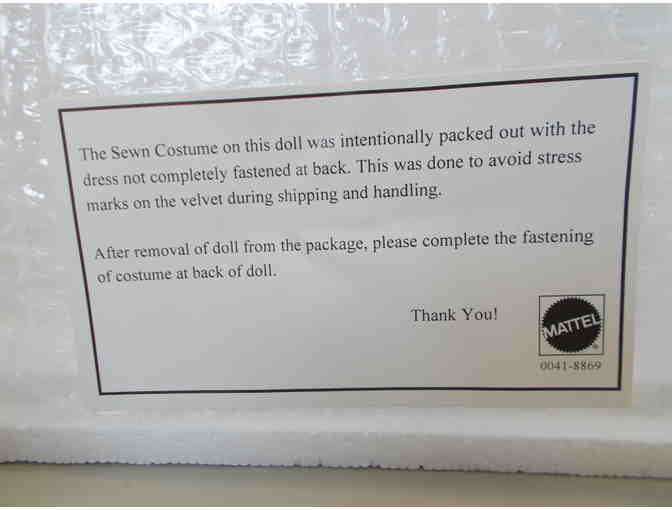 The Sewn Costume on this doll was intentionally packed out with the
dress not completely fastened at back. This was done to avoid stress
marks on the velvet during shipping and handling.
After removal of doll from the package, please complete the fastening
of costume at back of doll.
Thank You!
MATTEL
0041-8869